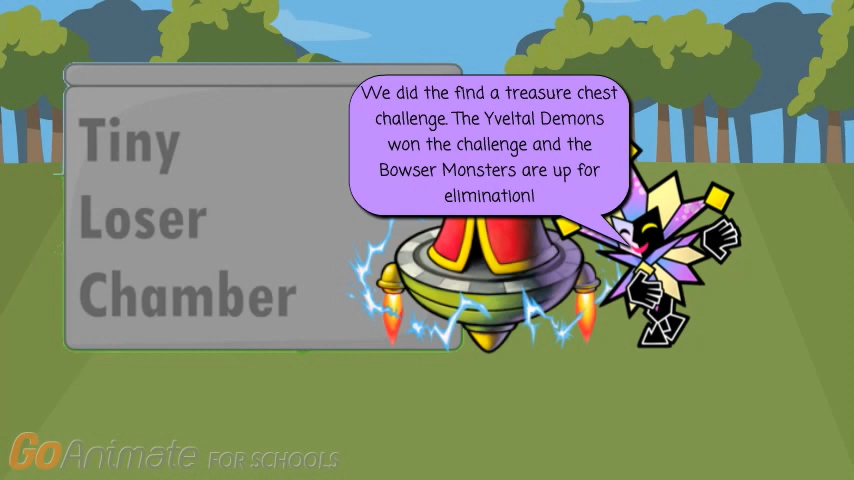 We did the find a treasure chest
challenge. The Yveltal Demons
won the challenge and the
Bowser Monsters are up for
elimination!
Tiny
Loser
Chamber
GoAnimate FOR SCHOOLS